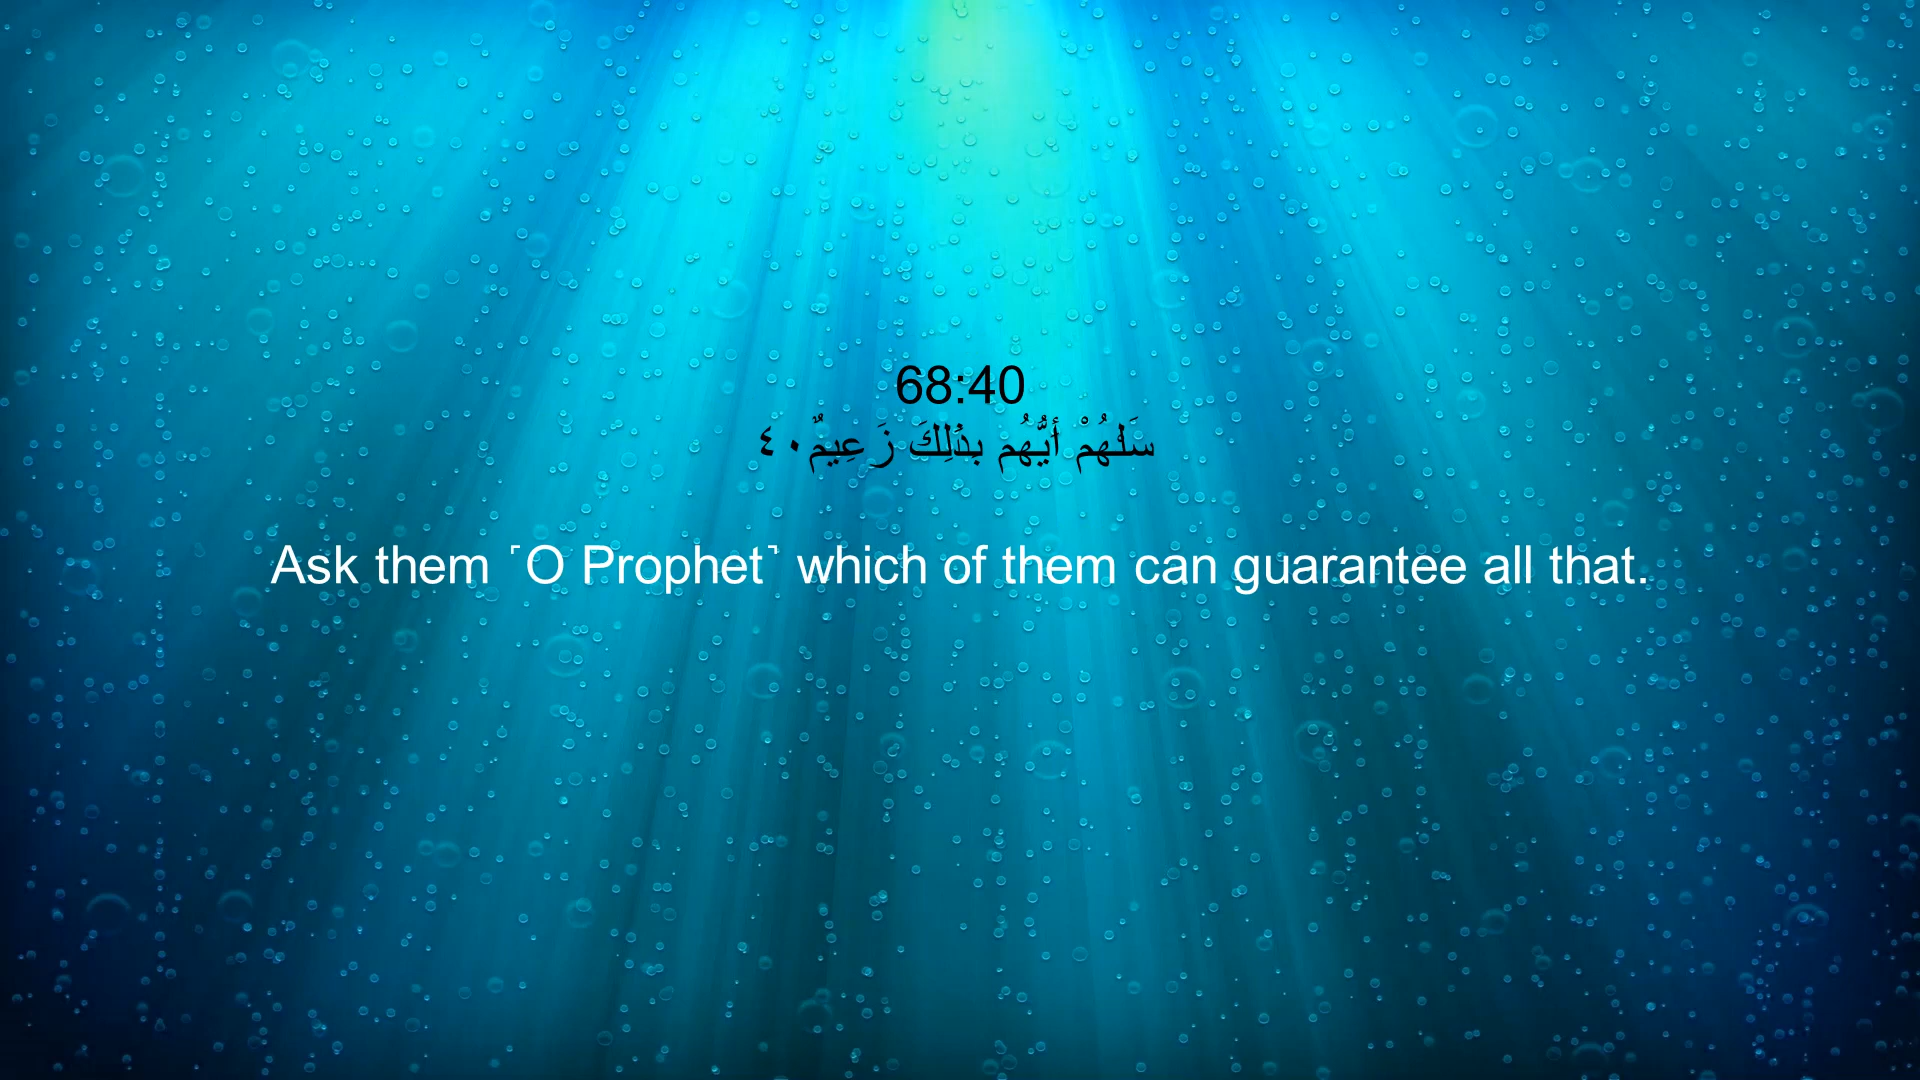 68:40
سَلْهُمْ أَيُّهُم بِذَٰلِكَ زَعِيمٌ٤٠
Ask them ˹O Prophet˺ which of them can guarantee all that.